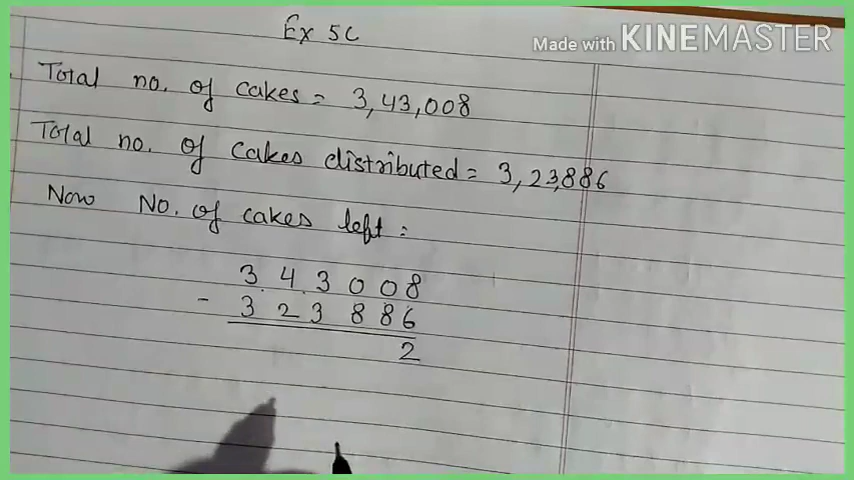 Ex 5C
Made with KINEMASTER
Total no. of cakes = 3,43,008
Total no. of cakes distributed = 3,23,886
Now No. of cakes left =
3 4 3 0 0 8
- 3 2 3 8 8 6
2